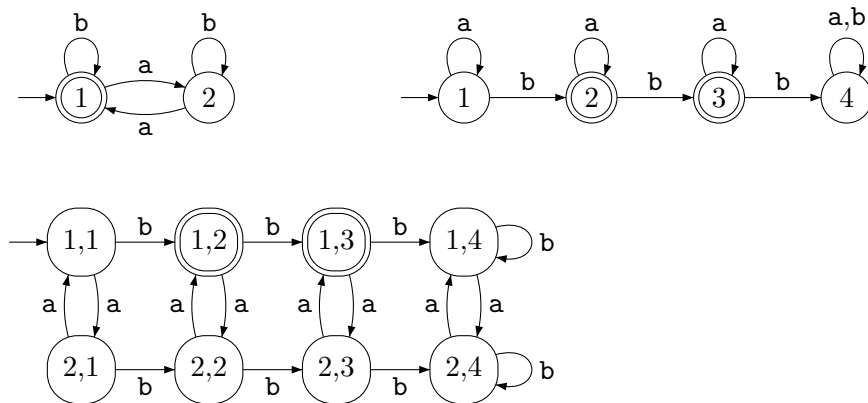 b b a a a a,b
a
1 2 1 2 3 4
a b b b
b b b
1,1 1,2 1,3 1,4 b
a a a a a a a a
2,1 2,2 2,3 2,4 b
b b b